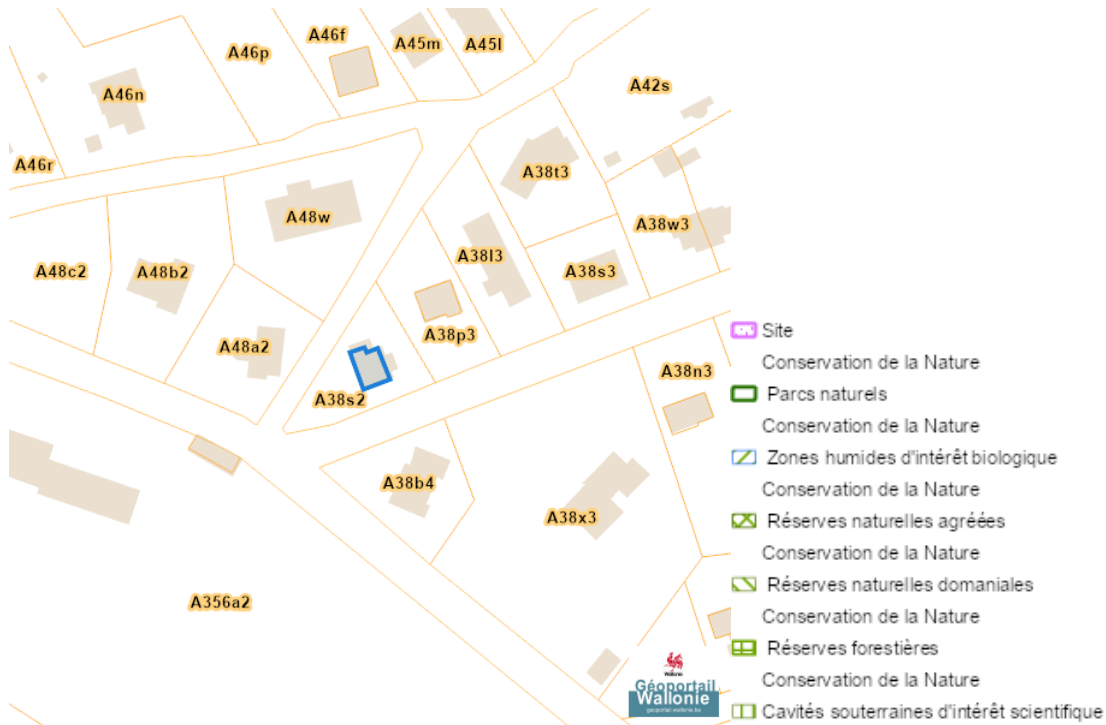 A46f
A45m
A45l
A46p
A42s
A46n
A46r
A38t3
A48w
A38w3
A48c2
A48b2
A38l3
A38s3
A38p3
A48a2
A38n3
A38s2
A38b4
A38x3
A356a2
Wallonie
Géoportail
Wallonie
geoportail.wallonie.be
Site
Conservation de la Nature
Parcs naturels
Conservation de la Nature
Zones humides d'intérêt biologique
Conservation de la Nature
Réserves naturelles agréées
Conservation de la Nature
Réserves naturelles domaniales
Conservation de la Nature
Réserves forestières
Conservation de la Nature
Cavités souterraines d'intérêt scientifique